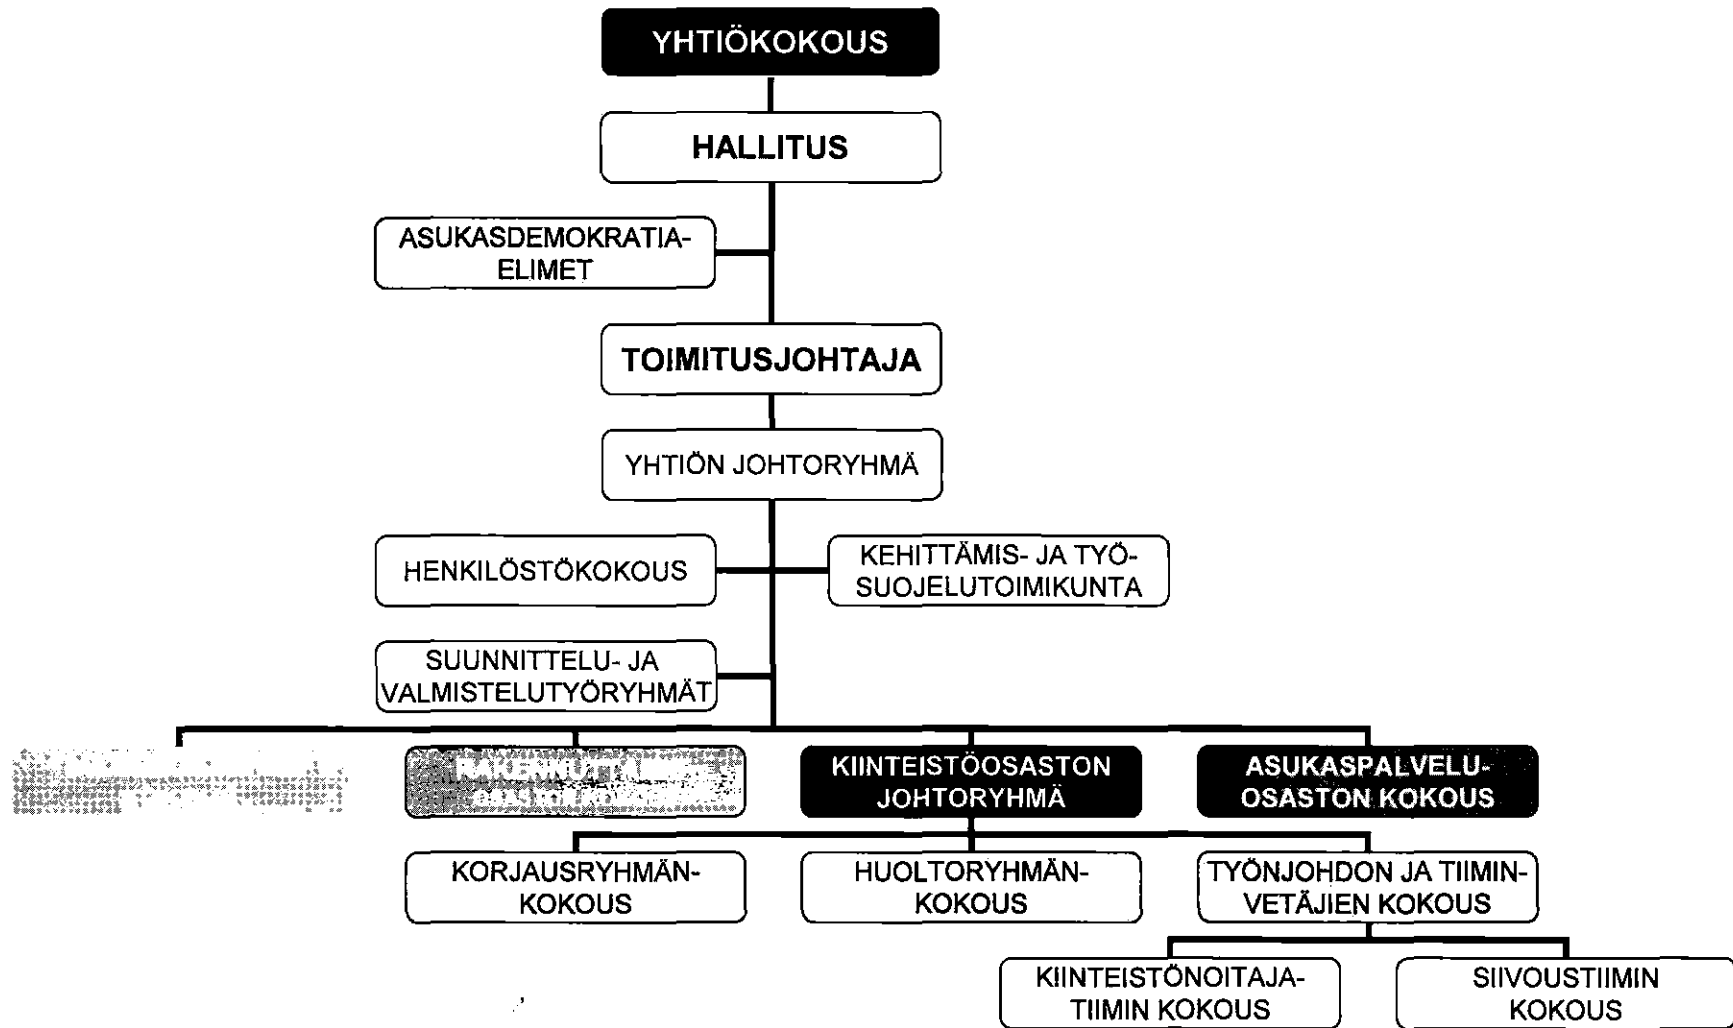 YHTIÖKOKOUS
HALLITUS
ASUKASDEMOKRATIA-
ELIMET
TOIMITUSJOHTAJA
YHTIÖN JOHTORYHMÄ
HENKILÖSTÖKOKOUS
KEHITTÄMIS- JA TYÖ-
SUOJELUTOIMIKUNTA
SUUNNITTELU- JA
VALMISTELUTYÖRYHMÄT
KIINTEISTÖOSASTON
JOHTORYHMÄ
ASUKASPALVELU-
OSASTON KOKOUS
KORJAUSRYHMÄN-
KOKOUS
HUOLTORYHMÄN-
KOKOUS
TYÖNJOHDON JA TIIMIN-
VETÄJIEN KOKOUS
KIINTEISTÖNOITAJA-
TIIMIN KOKOUS
SIIVOUSTIIMIN
KOKOUS